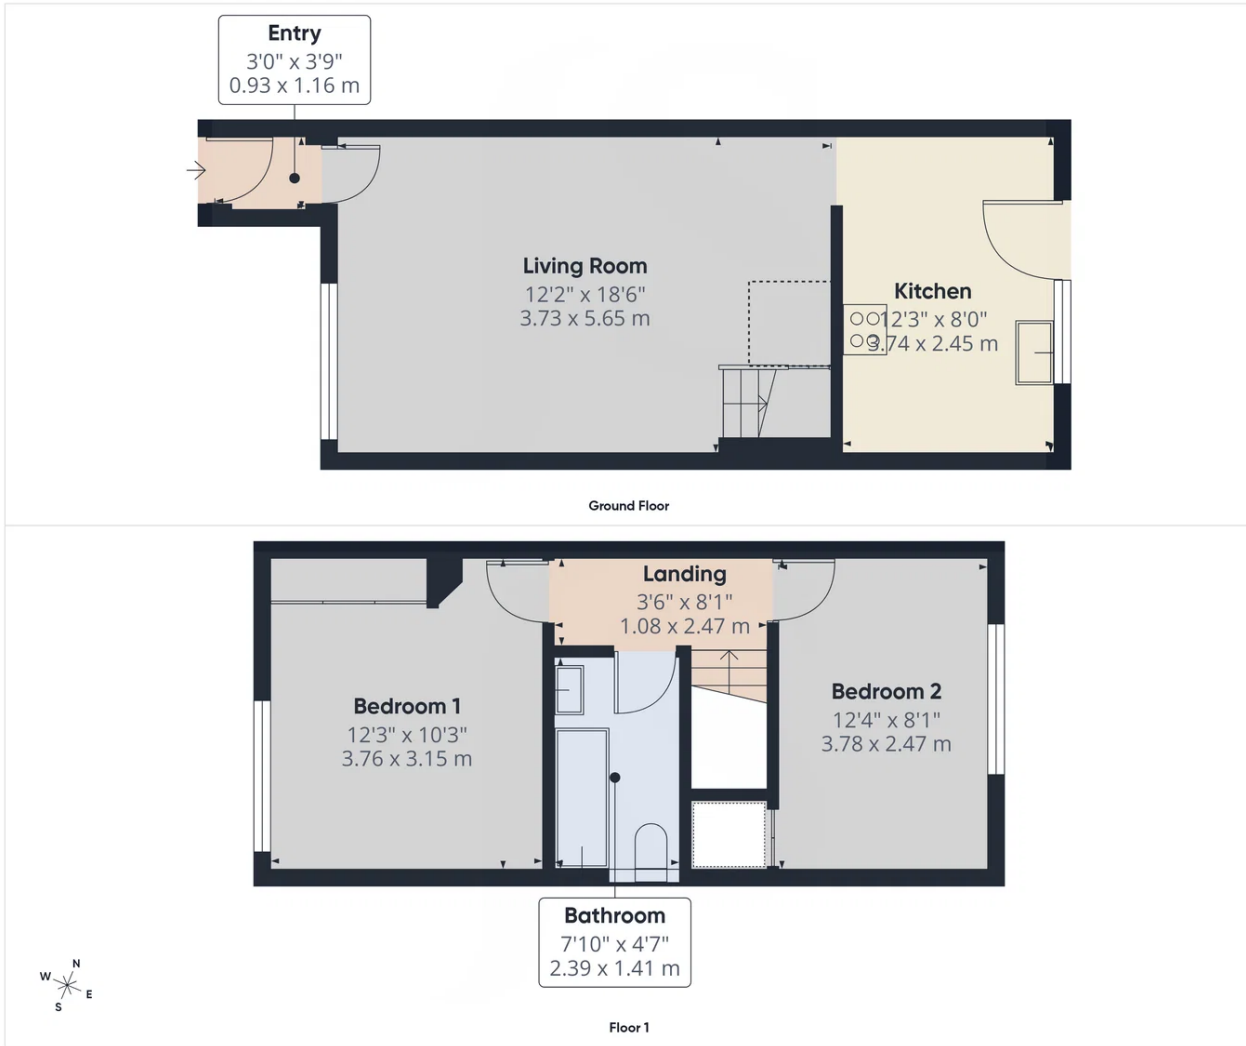 Entry
3'0" x 3'9"
0.93 x 1.16 m
Living Room
12'2" x 18'6"
3.73 x 5.65 m
Kitchen
12'3" x 8'0"
3.74 x 2.45 m
Ground Floor
Landing
3'6" x 8'1"
1.08 x 2.47 m
Bedroom 1
12'3" x 10'3"
3.76 x 3.15 m
Bedroom 2
12'4" x 8'1"
3.78 x 2.47 m
Bathroom
7'10" x 4'7"
2.39 x 1.41 m
N
W
E
S
Floor 1